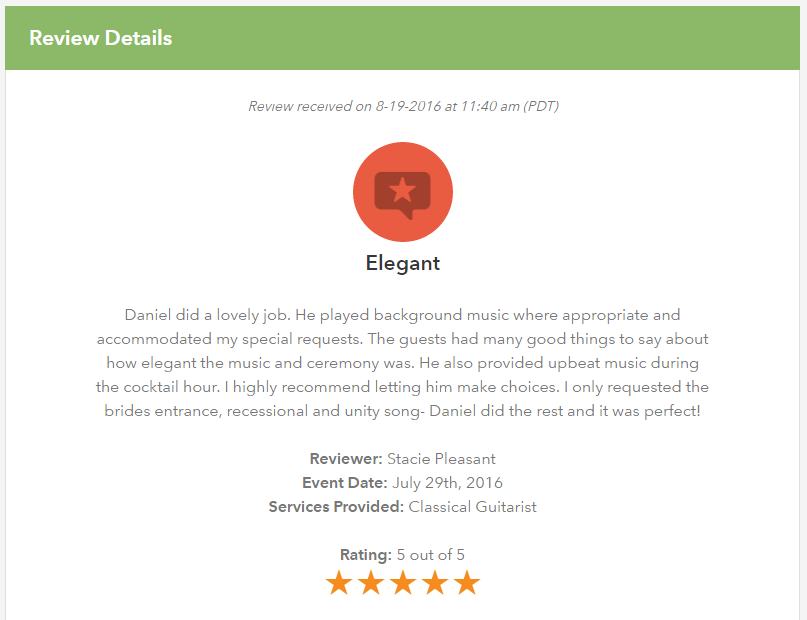 Review Details
Review received on 8-19-2016 at 11:40 am (PDT)
Elegant
Daniel did a lovely job. He played background music where appropriate and
accommodated my special requests. The guests had many good things to say about
how elegant the music and ceremony was. He also provided upbeat music during
the cocktail hour. I highly recommend letting him make choices. I only requested the
brides entrance, recessional and unity song- Daniel did the rest and it was perfect!
Reviewer: Stacie Pleasant
Event Date: July 29th, 2016
Services Provided: Classical Guitarist
Rating: 5 out of 5